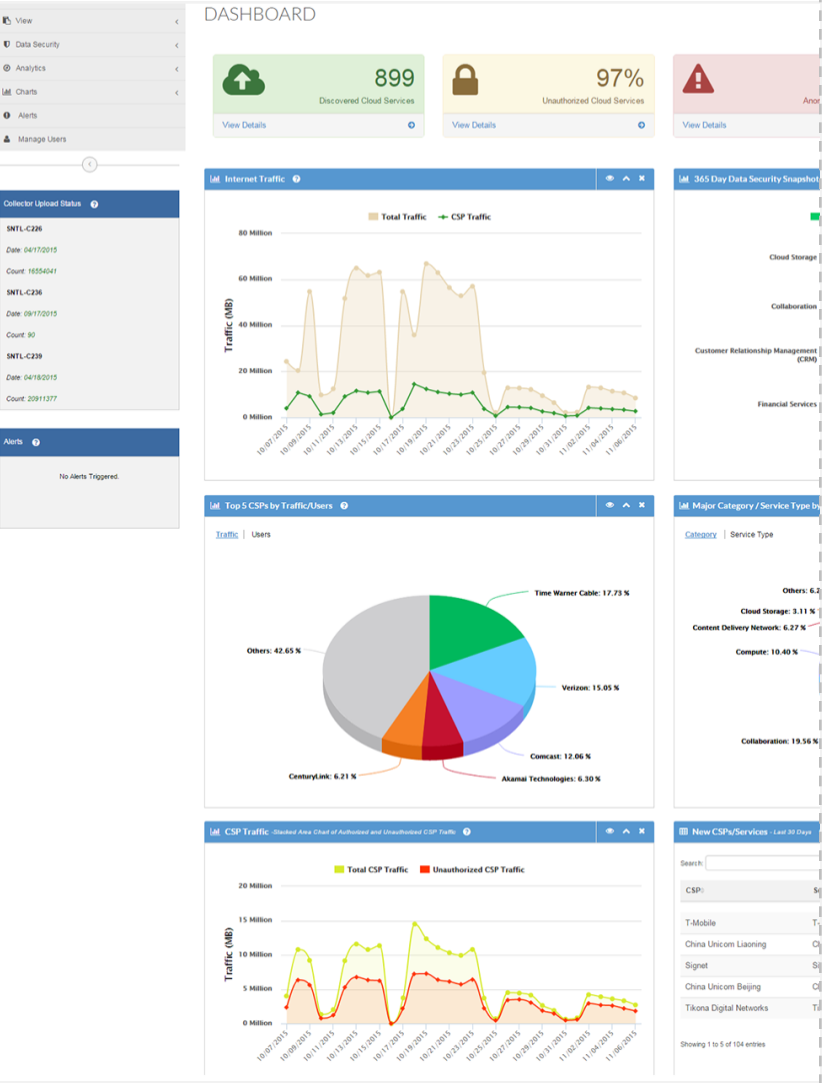 View
Data Security
Analytics
Charts
Alerts
Manage Users
Collector Upload Status
SNTL-C226
Date: 04/17/2015
Count: 16554041
SNTL-C236
Date: 09/17/2015
Count: 90
SNTL-C239
Date: 04/18/2015
Count: 20911377
Alerts
No Alerts Triggered.
DASHBOARD
899
Discovered Cloud Services
View Details
97%
Unauthorized Cloud Services
View Details
View Details
Internet Traffic
Total Traffic CSP Traffic
Traffic (MB)
80 Million
60 Million
40 Million
20 Million
0 Million
10/07/2015 10/09/2015 10/11/2015 10/13/2015 10/15/2015 10/17/2015 10/19/2015 10/21/2015 10/23/2015 10/25/2015 10/27/2015 10/29/2015 10/31/2015 11/02/2015 11/04/2015 11/06/2015
365 Day Data Security Snapshot
Cloud Storage
Collaboration
Customer Relationship Management
(CRM)
Financial Services
Top 5 CSPs by Traffic/Users
Traffic | Users
Time Warner Cable: 17.73 %
Others: 42.65 %
Verizon: 15.05 %
Comcast: 12.06 %
CenturyLink: 6.21 %
Akamai Technologies: 6.30 %
Major Category / Service Type by
Category | Service Type
Others: 6.2
Cloud Storage: 3.11 %
Content Delivery Network: 6.27 %
Compute: 10.40 %
Collaboration: 19.56 %
CSP Traffic -Stacked Area Chart of Authorized and Unauthorized CSP Traffic
Total CSP Traffic Unauthorized CSP Traffic
Traffic (MB)
20 Million
15 Million
10 Million
5 Million
0 Million
10/07/2015 10/09/2015 10/11/2015 10/13/2015 10/15/2015 10/17/2015 10/19/2015 10/21/2015 10/23/2015 10/25/2015 10/27/2015 10/29/2015 10/31/2015 11/02/2015 11/04/2015 11/06/2015
New CSPs/Services - Last 30 Days
Search:
CSP
T-Mobile
China Unicom Liaoning
Signet
China Unicom Beijing
Tikona Digital Networks
Showing 1 to 5 of 104 entries